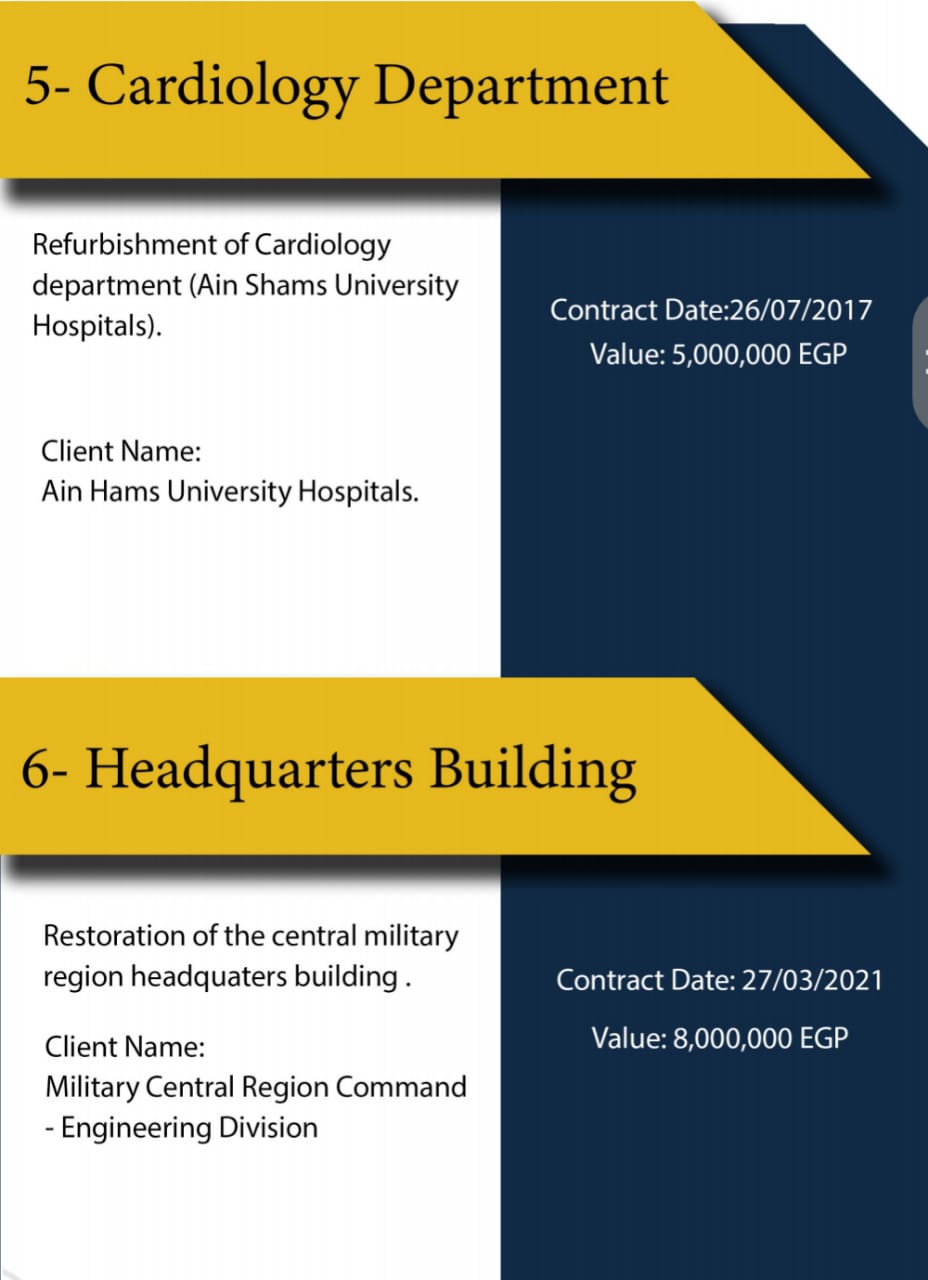 5- Cardiology Department
Refurbishment of Cardiology
department (Ain Shams University
Hospitals).
Contract Date:26/07/2017
Value: 5,000,000 EGP
Client Name:
Ain Hams University Hospitals.
6- Headquarters Building
Restoration of the central military
region headquaters building .
Contract Date: 27/03/2021
Value: 8,000,000 EGP
Client Name:
Military Central Region Command
- Engineering Division